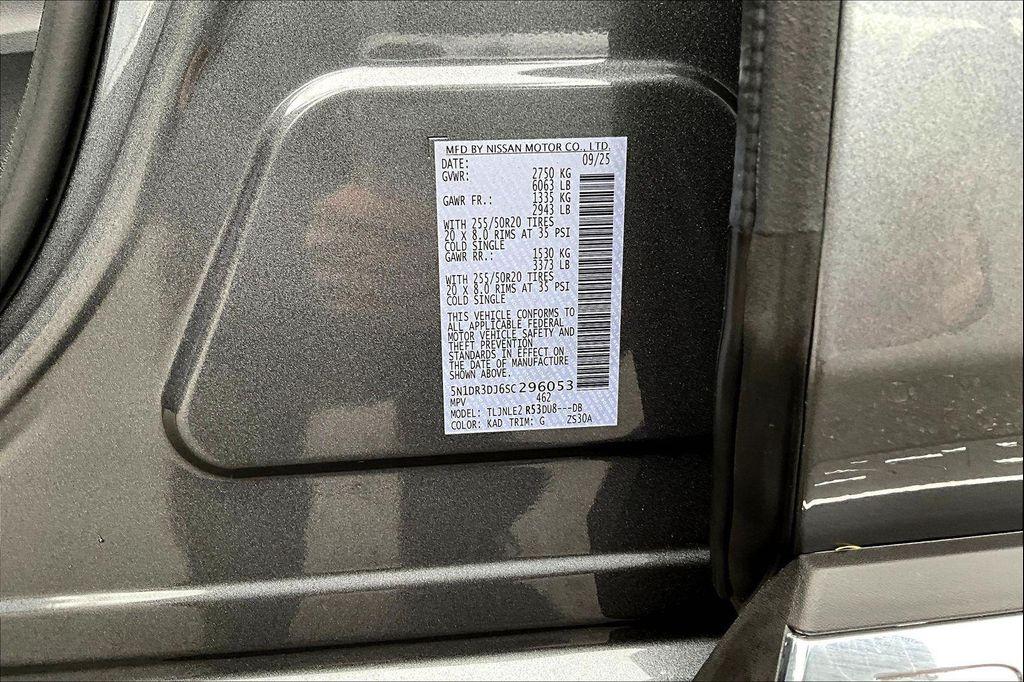 MFD BY NISSAN MOTOR CO., LTD.
DATE: 09/25
GVWR: 2750 KG
6063 LB
GAWR FR.: 1335 KG
2943 LB
WITH 255/50R20 TIRES
20 X 8.0 RIMS AT 35 PSI
COLD SINGLE
GAWR RR.: 1530 KG
3373 LB
WITH 255/50R20 TIRES
20 X 8.0 RIMS AT 35 PSI
COLD SINGLE
THIS VEHICLE CONFORMS TO
ALL APPLICABLE FEDERAL
MOTOR VEHICLE SAFETY AND
THEFT PREVENTION
STANDARDS IN EFFECT ON
THE DATE OF MANUFACTURE
SHOWN ABOVE.
5N1DR3DJ6SC296053
MPV 462
MODEL: TLJNLE2 R53DU8---DB
COLOR: KAD TRIM: G ZS30A